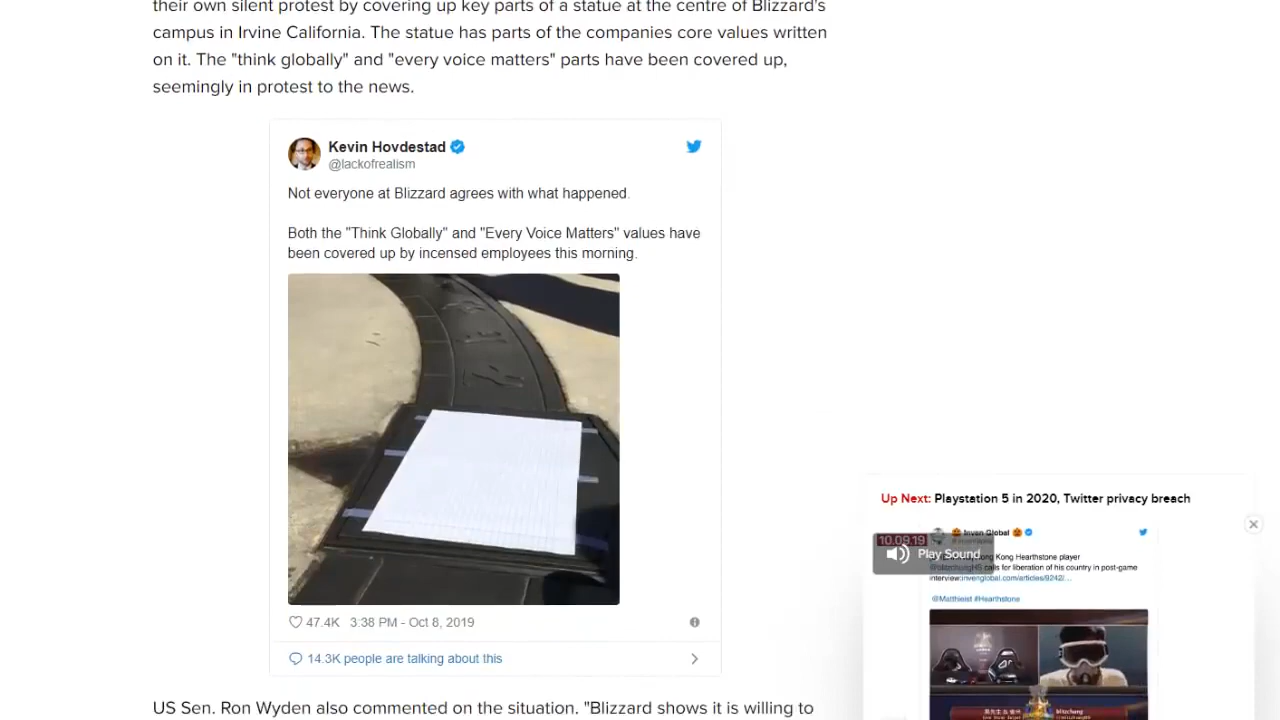 their own silent protest by covering up key parts of a statue at the centre of Blizzard's
campus in Irvine California. The statue has parts of the companies core values written
on it. The "think globally" and "every voice matters" parts have been covered up,
seemingly in protest to the news.
Kevin Hovdestad
@lackofrealism
Not everyone at Blizzard agrees with what happened.
Both the "Think Globally" and "Every Voice Matters" values have
been covered up by incensed employees this morning.
47.4K 3:38 PM - Oct 8, 2019
14.3K people are talking about this
US Sen. Ron Wyden also commented on the situation. "Blizzard shows it is willing to
Up Next: Playstation 5 in 2020, Twitter privacy breach
10.09.19
Inven Global
Play Sound
Kong Hearthstone player
calls for liberation of his country in post-game
interview:invenglobal.com/articles/9242/...
@Matthieist #Hearthstone
blitzchung